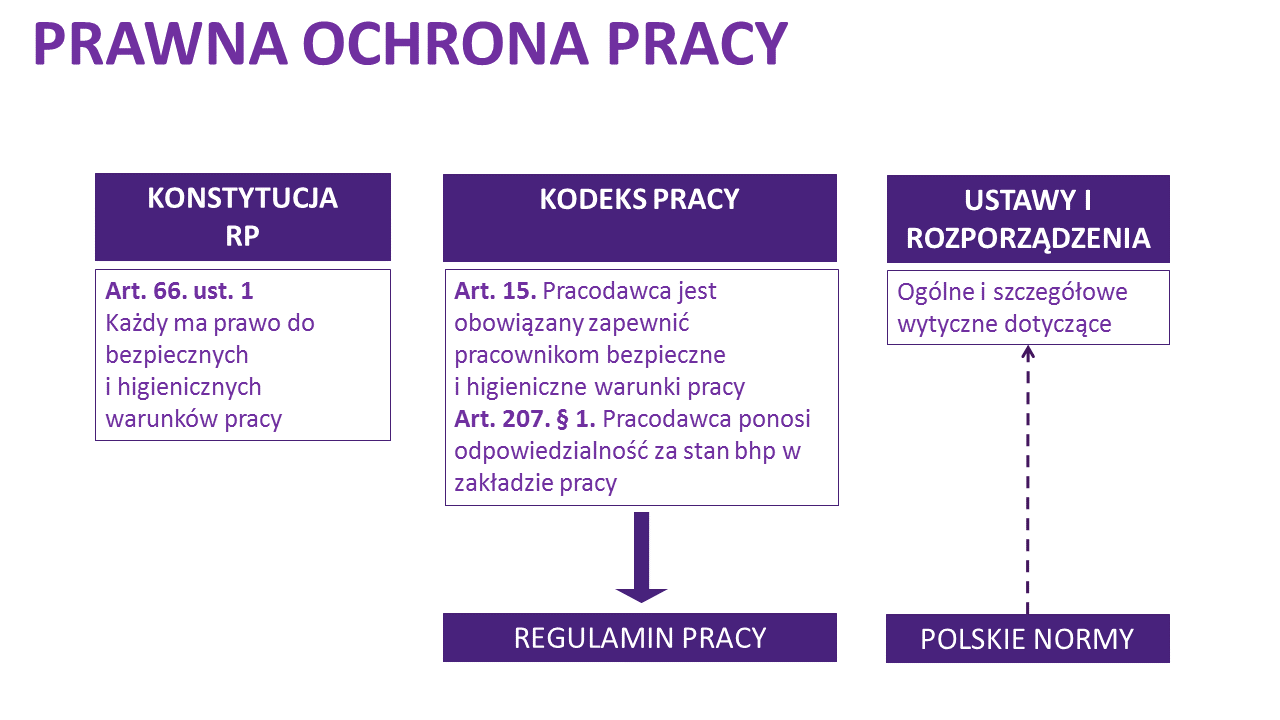 PRAWNA OCHRONA PRACY
KONSTYTUCJA
RP
Art. 66. ust. 1
Każdy ma prawo do
bezpiecznych
i higienicznych
warunków pracy
KODEKS PRACY
Art. 15. Pracodawca jest
obowiązany zapewnić
pracownikom bezpieczne
i higieniczne warunki pracy
Art. 207. § 1. Pracodawca ponosi
odpowiedzialność za stan bhp w
zakładzie pracy
REGULAMIN PRACY
USTAWY I
ROZPORZĄDZENIA
Ogólne i szczegółowe
wytyczne dotyczące
POLSKIE NORMY